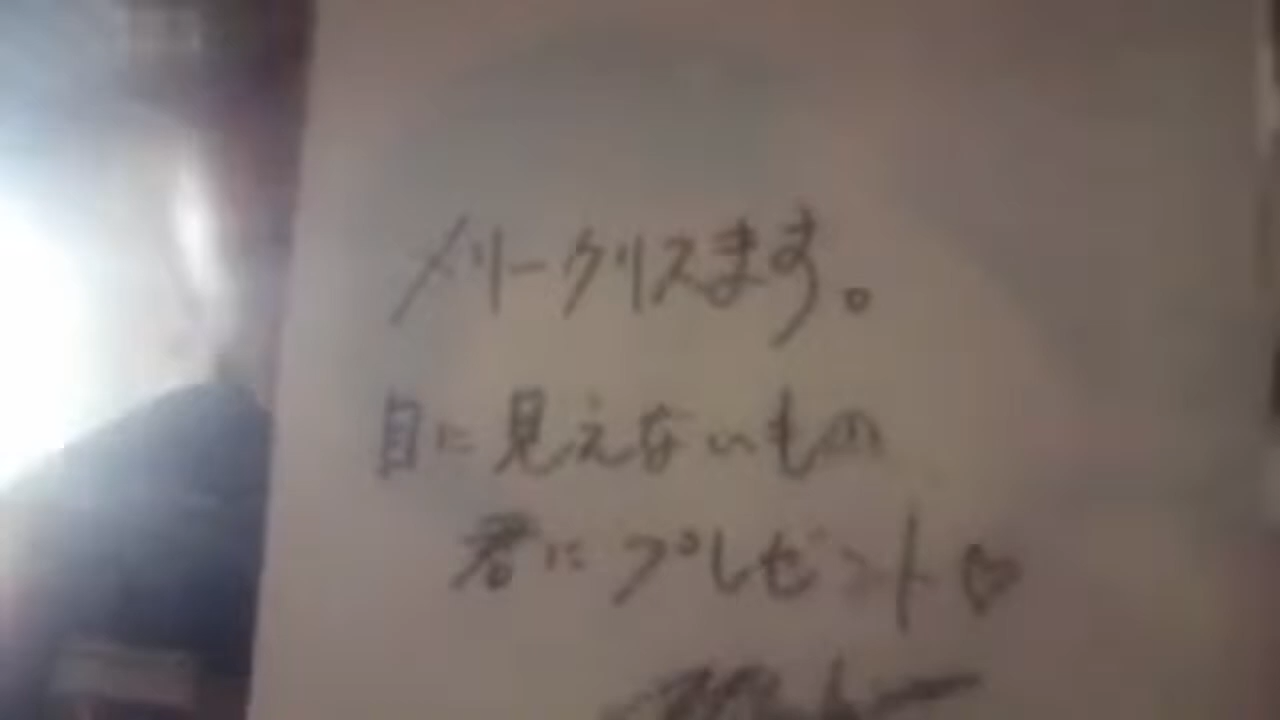 メリークリスます。
目に見えないもの
君にプレゼント♡